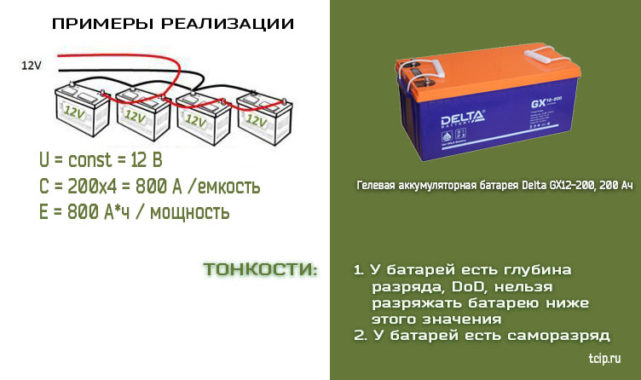 ПРИМЕРЫ РЕАЛИЗАЦИИ
12V
12V
12V
12V
12V
U = const = 12 В
C = 200x4 = 800 А /емкость
E = 800 А*ч / мощность
DELTA
GX12-200
Гелевая аккумуляторная батарея Delta GX12-200, 200 Ач
ТОНКОСТИ:
1. У батарей есть глубина
разряда, DoD, нельзя
разряжать батарею ниже
этого значения
2. У батарей есть саморазряд
tcip.ru